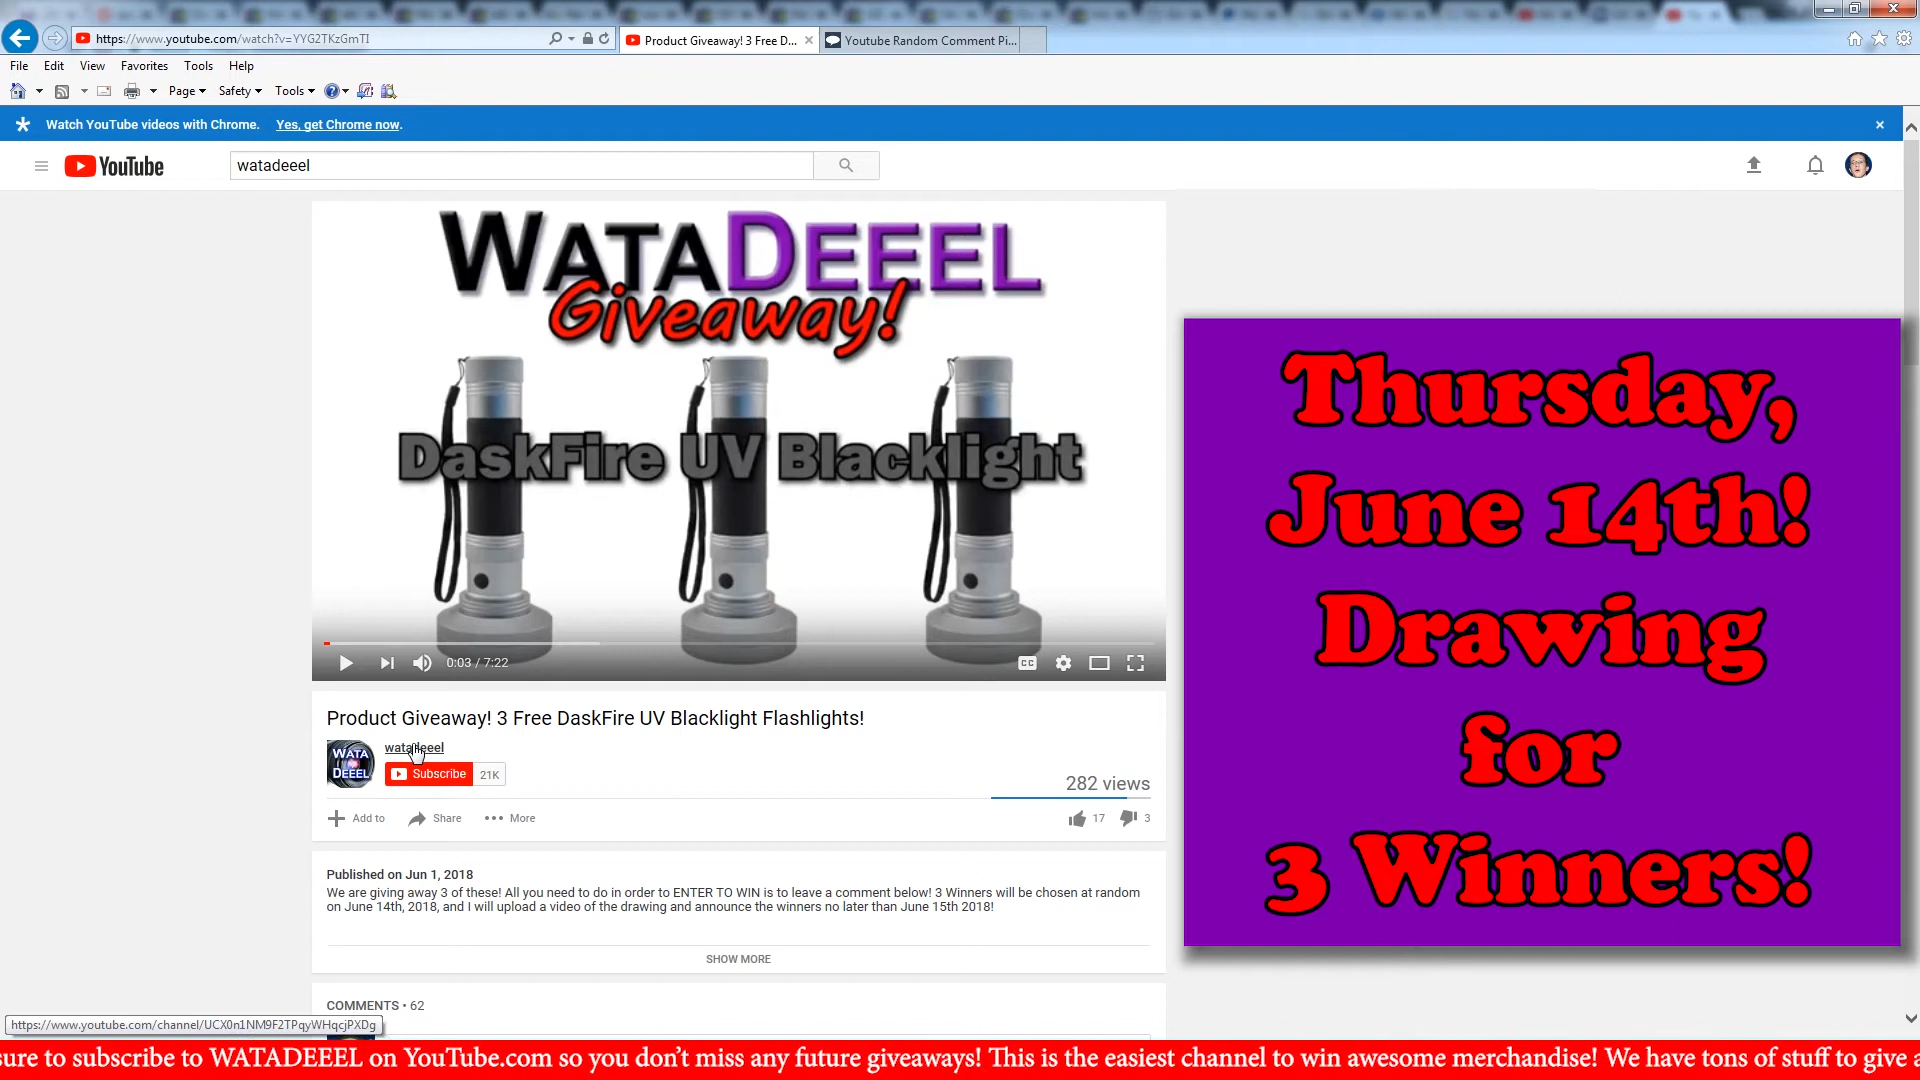 https://www.youtube.com/watch?v=YYG2TKzGmTI
Product Giveaway! 3 Free D...
Youtube Random Comment Pi...
File Edit View Favorites Tools Help
Page Safety Tools
Watch YouTube videos with Chrome. Yes, get Chrome now.
YouTube
watadeeel
WATADEEEL
Giveaway!
DaskFire UV Blacklight
0:03 / 7:22
CC
Product Giveaway! 3 Free DaskFire UV Blacklight Flashlights!
WATA
DEEEL
watadeeel
Subscribe 21K
282 views
Add to Share More
17 3
Published on Jun 1, 2018
We are giving away 3 of these! All you need to do in order to ENTER TO WIN is to leave a comment below! 3 Winners will be chosen at random
on June 14th, 2018, and I will upload a video of the drawing and announce the winners no later than June 15th 2018!
SHOW MORE
COMMENTS • 62
Thursday,
June 14th!
Drawing
for
3 Winners!
https://www.youtube.com/channel/UCX0n1NM9F2TPqyWHqcjPXDg
sure to subscribe to WATADEEEL on YouTube.com so you don't miss any future giveaways! This is the easiest channel to win awesome merchandise! We have tons of stuff to give a